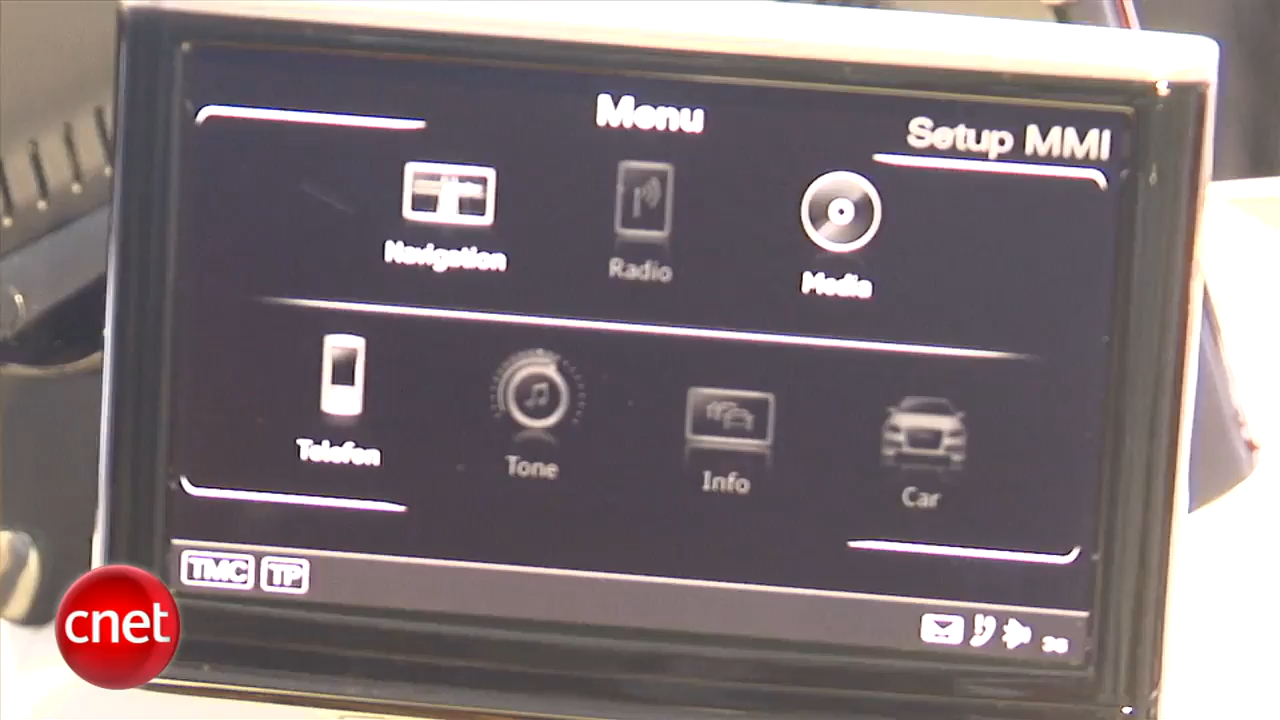 Menu
Setup MMI
Navigation
Radio
Media
Telefon
Tone
Info
Car
TMC TP
cnet